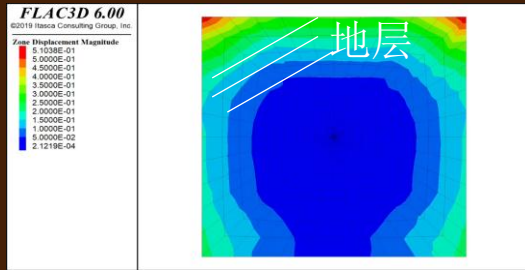 FLAC3D 6.00
©2019 Itasca Consulting Group, Inc.
Zone Displacement Magnitude
5.1038E-01
5.0000E-01
4.5000E-01
4.0000E-01
3.5000E-01
3.0000E-01
2.5000E-01
2.0000E-01
1.5000E-01
1.0000E-01
5.0000E-02
2.1219E-04
地层